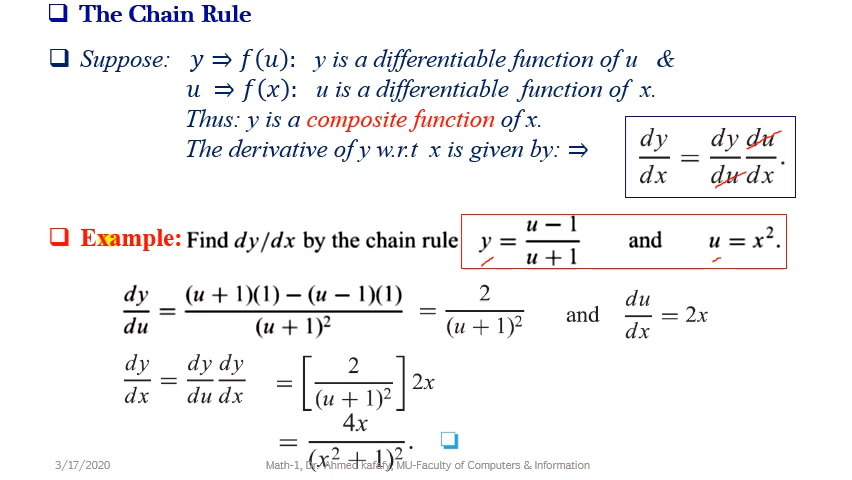 ❑ The Chain Rule
❑ Suppose: y ⇒ f(u): y is a differentiable function of u &
u ⇒ f(x): u is a differentiable function of x.
Thus: y is a composite function of x.
The derivative of y w.r.t x is given by: ⇒
dy/dx = dy/du du/dx.
❑ Example: Find dy/dx by the chain rule y = (u − 1)/(u + 1) and u = x².
dy/du = ((u + 1)(1) − (u − 1)(1))/(u + 1)² = 2/(u + 1)² and du/dx = 2x
dy/dx = dy/du dy/dx = [2/(u + 1)²] 2x
= 4x/(x² + 1)². ❑
3/17/2020 Math-1, Dr. Ahmed kafafy, MU-Faculty of Computers & Information